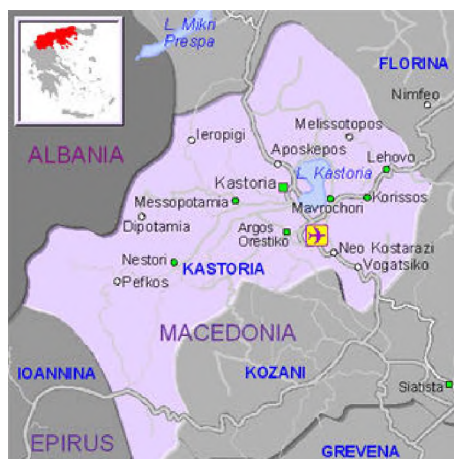 L. Mikri
Prespa
FLORINA
Nimfeo
Melissotopos
Ieropigi
Aposkepos
Lehovo
ALBANIA
L. Kastoria
Kastoria
Messopotamia
Mavrochori
Korissos
Dipotamia
Argos
Orestiko
Neo Kostarazi
Nestori
KASTORIA
Vogatsiko
Pefkos
MACEDONIA
IOANNINA
KOZANI
Siatista
EPIRUS
GREVENA